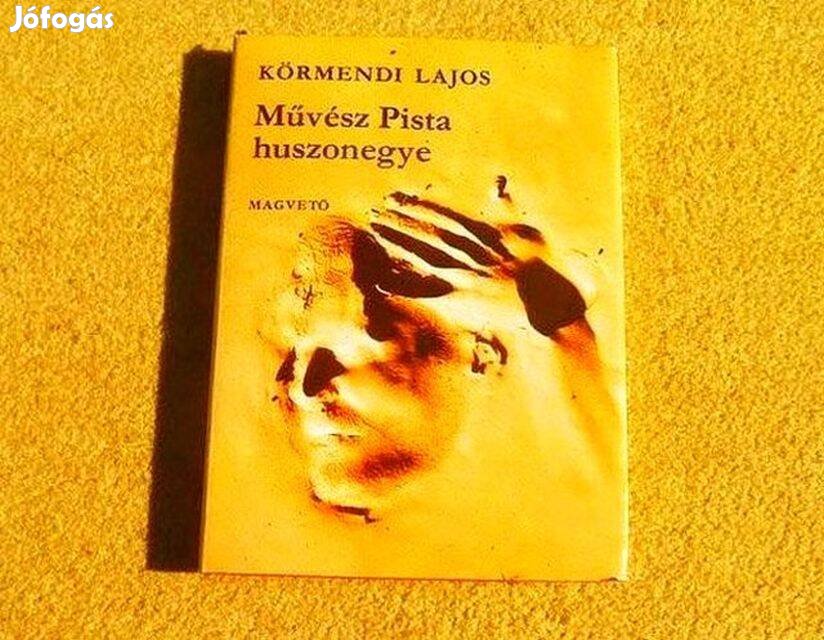 Jófogás
KÖRMENDI LAJOS
Művész Pista
huszonegye
MAGVETŐ